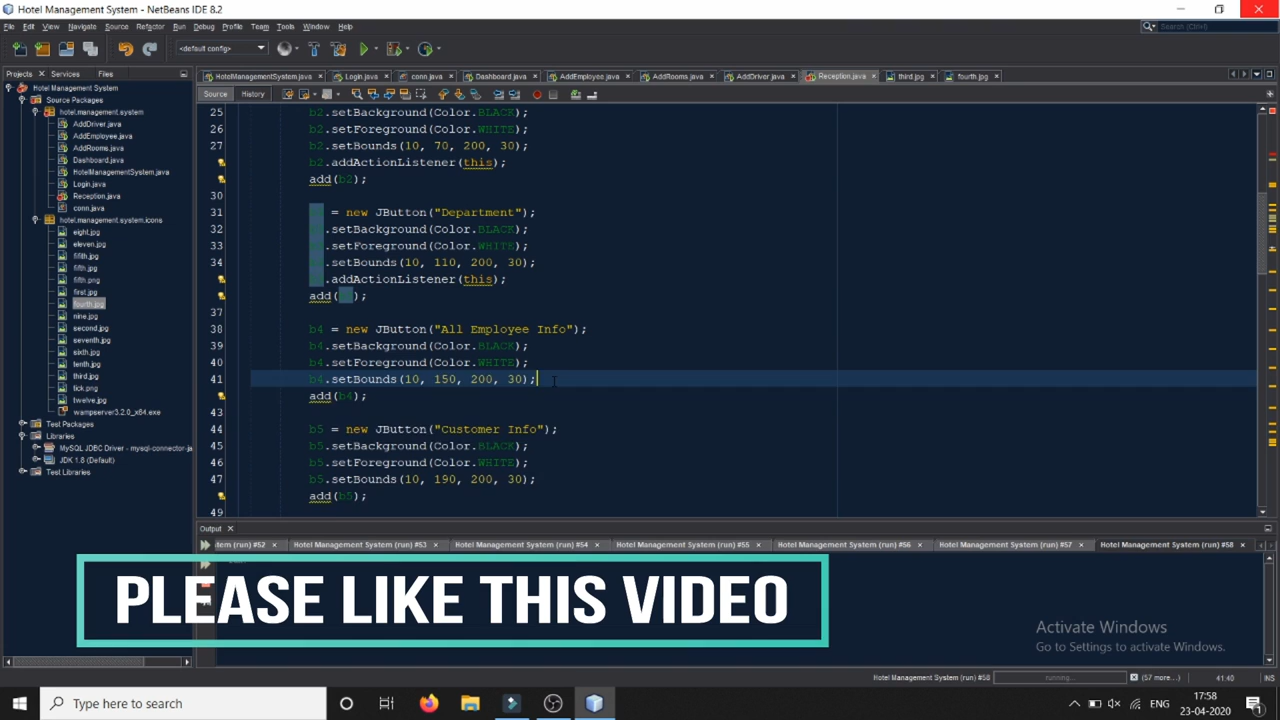 Hotel Management System - NetBeans IDE 8.2
File Edit View Navigate Source Refactor Run Debug Profile Team Tools Window Help
Search (Ctrl+I)
<default config>
Projects Services Files
HotelManagementSystem.java Login.java conn.java Dashboard.java AddEmployee.java AddRooms.java AddDriver.java Reception.java third.jpg fourth.jpg
Source History
Hotel Management System
Source Packages
hotel.management.system
AddDriver.java
AddEmployee.java
AddRooms.java
Dashboard.java
HotelManagementSystem.java
Login.java
Reception.java
conn.java
hotel.management.system.icons
eight.jpg
eleven.jpg
fifith.jpg
fifth.jpg
fifth.png
first.jpg
fourth.jpg
nine.jpg
second.jpg
seventh.jpg
sixth.jpg
tenth.jpg
third.jpg
tick.png
twelve.jpg
wampserver3.2.0_x64.exe
Test Packages
Libraries
MySQL JDBC Driver - mysql-connector-ja
JDK 1.8 (Default)
Test Libraries
25 b2.setBackground(Color.BLACK);
26 b2.setForeground(Color.WHITE);
27 b2.setBounds(10, 70, 200, 30);
b2.addActionListener(this);
add(b2);
30
31 = new JButton("Department");
32 .setBackground(Color.BLACK);
33 .setForeground(Color.WHITE);
34 .setBounds(10, 110, 200, 30);
.addActionListener(this);
add( );
37
38 b4 = new JButton("All Employee Info");
39 b4.setBackground(Color.BLACK);
40 b4.setForeground(Color.WHITE);
41 b4.setBounds(10, 150, 200, 30);
add(b4);
43
44 b5 = new JButton("Customer Info");
45 b5.setBackground(Color.BLACK);
46 b5.setForeground(Color.WHITE);
47 b5.setBounds(10, 190, 200, 30);
add(b5);
49
Output
tem (run) #52 Hotel Management System (run) #53 Hotel Management System (run) #54 Hotel Management System (run) #55 Hotel Management System (run) #56 Hotel Management System (run) #57 Hotel Management System (run) #58
PLEASE LIKE THIS VIDEO
Activate Windows
Go to Settings to activate Windows.
Hotel Management System (run) #58 running... (57 more...) 41:40 INS
Type here to search
ENG
17:58
23-04-2020
1